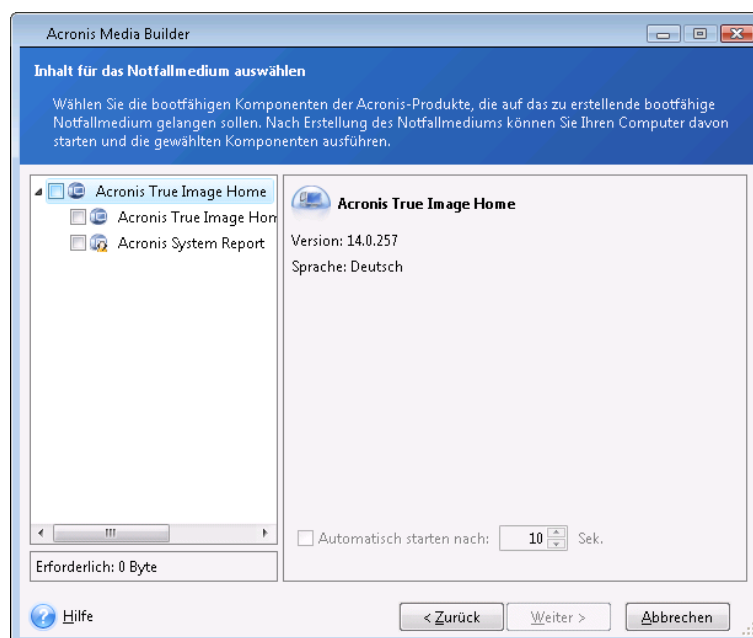 Acronis Media Builder
Inhalt für das Notfallmedium auswählen
Wählen Sie die bootfähigen Komponenten der Acronis-Produkte, die auf das zu erstellende bootfähige
Notfallmedium gelangen sollen. Nach Erstellung des Notfallmediums können Sie Ihren Computer davon
starten und die gewählten Komponenten ausführen.
Acronis True Image Home
Acronis True Image Hom
Acronis System Report
Erforderlich: 0 Byte
Acronis True Image Home
Version: 14.0.257
Sprache: Deutsch
Automatisch starten nach: 10 Sek.
Hilfe
< Zurück
Weiter >
Abbrechen